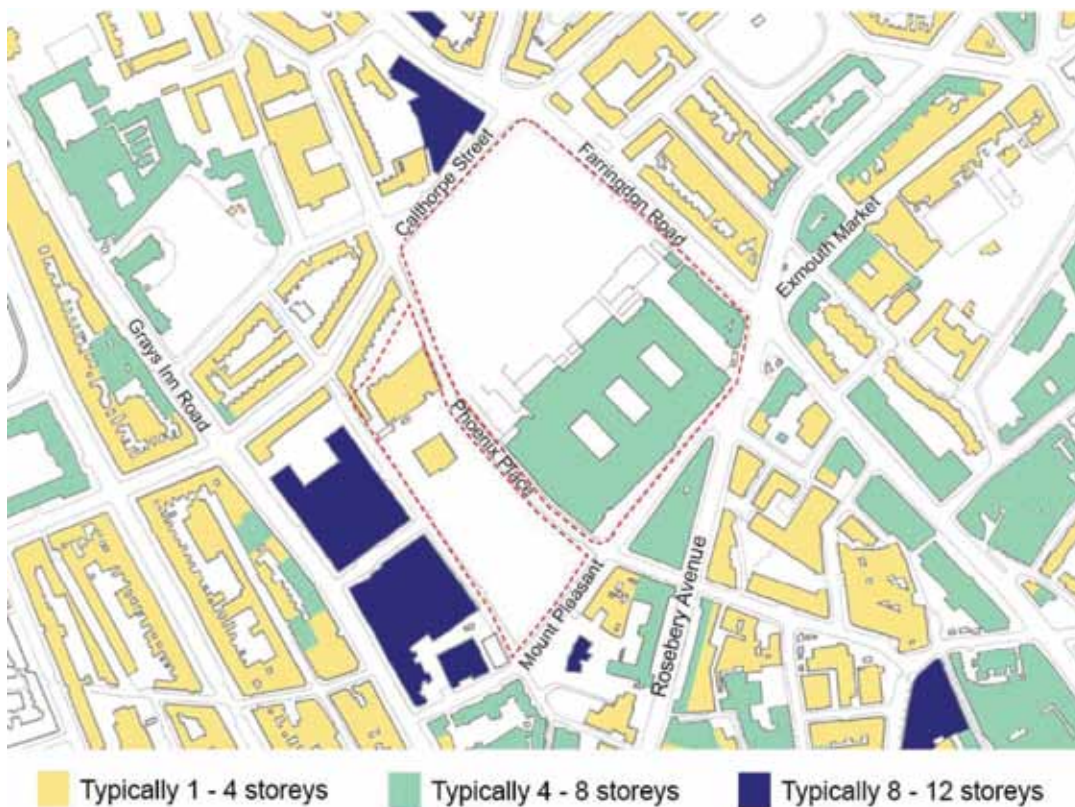 Calthorpe Street
Farringdon Road
Exmouth Market
Grays Inn Road
Phoenix Place
Mount Pleasant
Rosebery Avenue
Typically 1 - 4 storeys
Typically 4 - 8 storeys
Typically 8 - 12 storeys